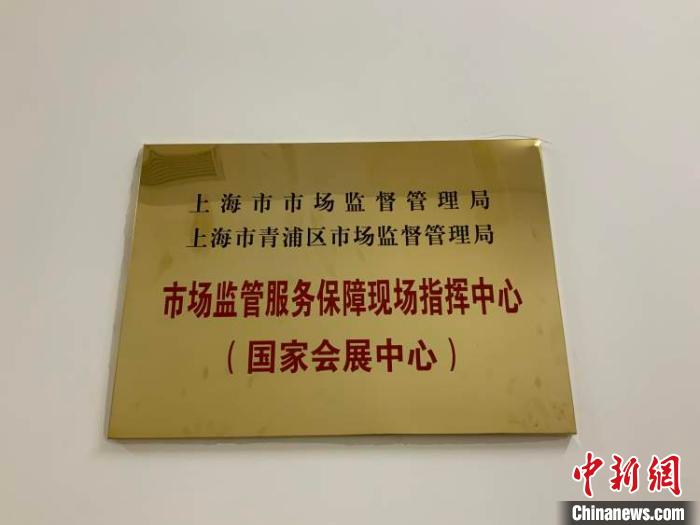 上海市市场监督管理局
上海市青浦区市场监督管理局
市场监管服务保障现场指挥中心
（国家会展中心）
中新网
Chinanews.com